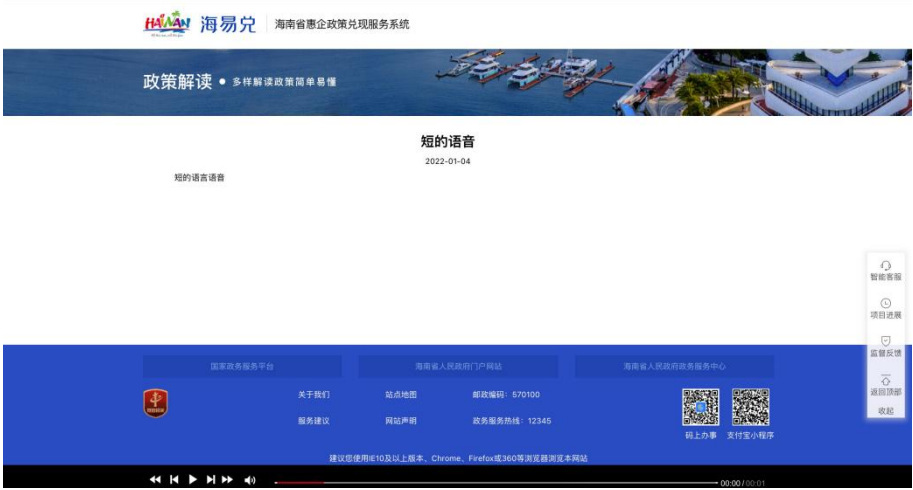 HAINAN 海易兑 海南省惠企政策兑现服务系统
政策解读 • 多样解读政策简单易懂
短的语音
2022-01-04
短的语言语音
智能客服
项目进展
监督反馈
返回顶部
收起
国家政务服务平台 海南省人民政府门户网站 海南省人民政府政务服务中心
关于我们 站点地图 邮政编码：570100
服务建议 网站声明 政务服务热线：12345
码上办事 支付宝小程序
建议您使用IE10及以上版本、Chrome、Firefox或360等浏览器浏览本网站
00:00 / 00:01